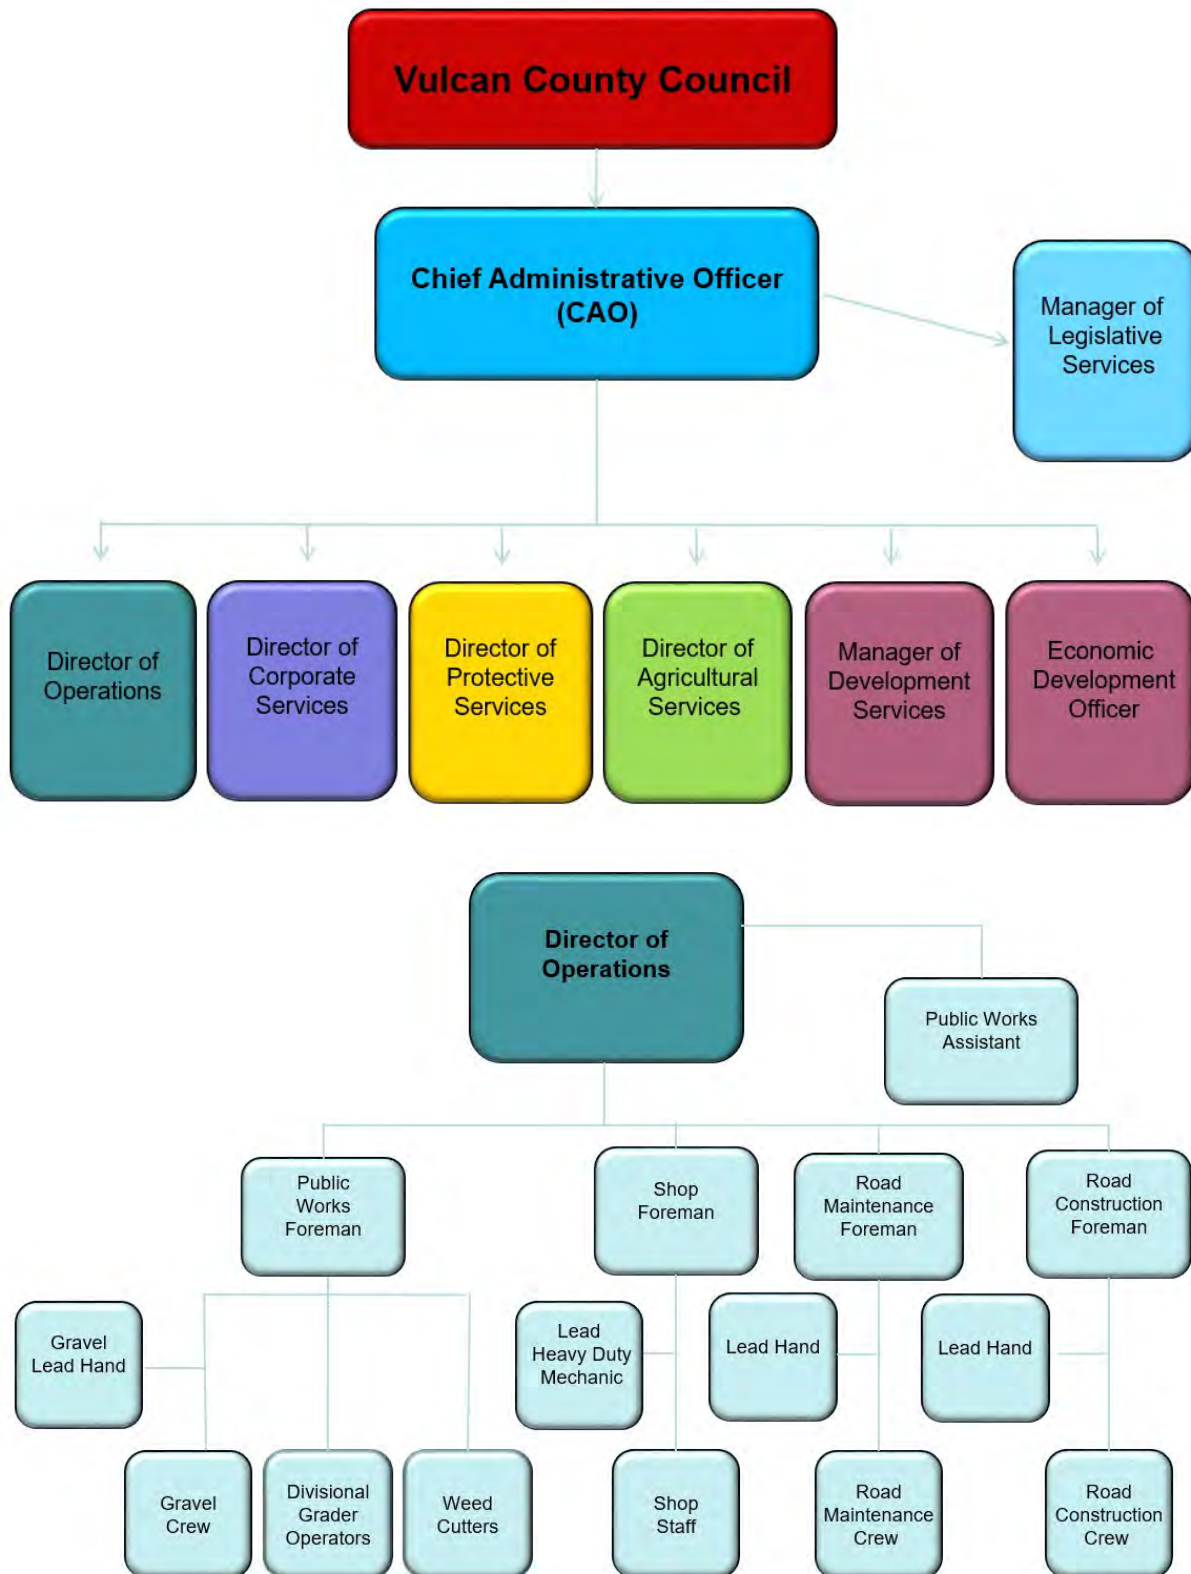 Vulcan County Council
Chief Administrative Officer
(CAO)
Manager of
Legislative
Services
Director of
Operations
Director of
Corporate
Services
Director of
Protective
Services
Director of
Agricultural
Services
Manager of
Development
Services
Economic
Development
Officer
Director of
Operations
Public Works
Assistant
Public
Works
Foreman
Shop
Foreman
Road
Maintenance
Foreman
Road
Construction
Foreman
Gravel
Lead Hand
Lead
Heavy Duty
Mechanic
Lead Hand
Lead Hand
Gravel
Crew
Divisional
Grader
Operators
Weed
Cutters
Shop
Staff
Road
Maintenance
Crew
Road
Construction
Crew